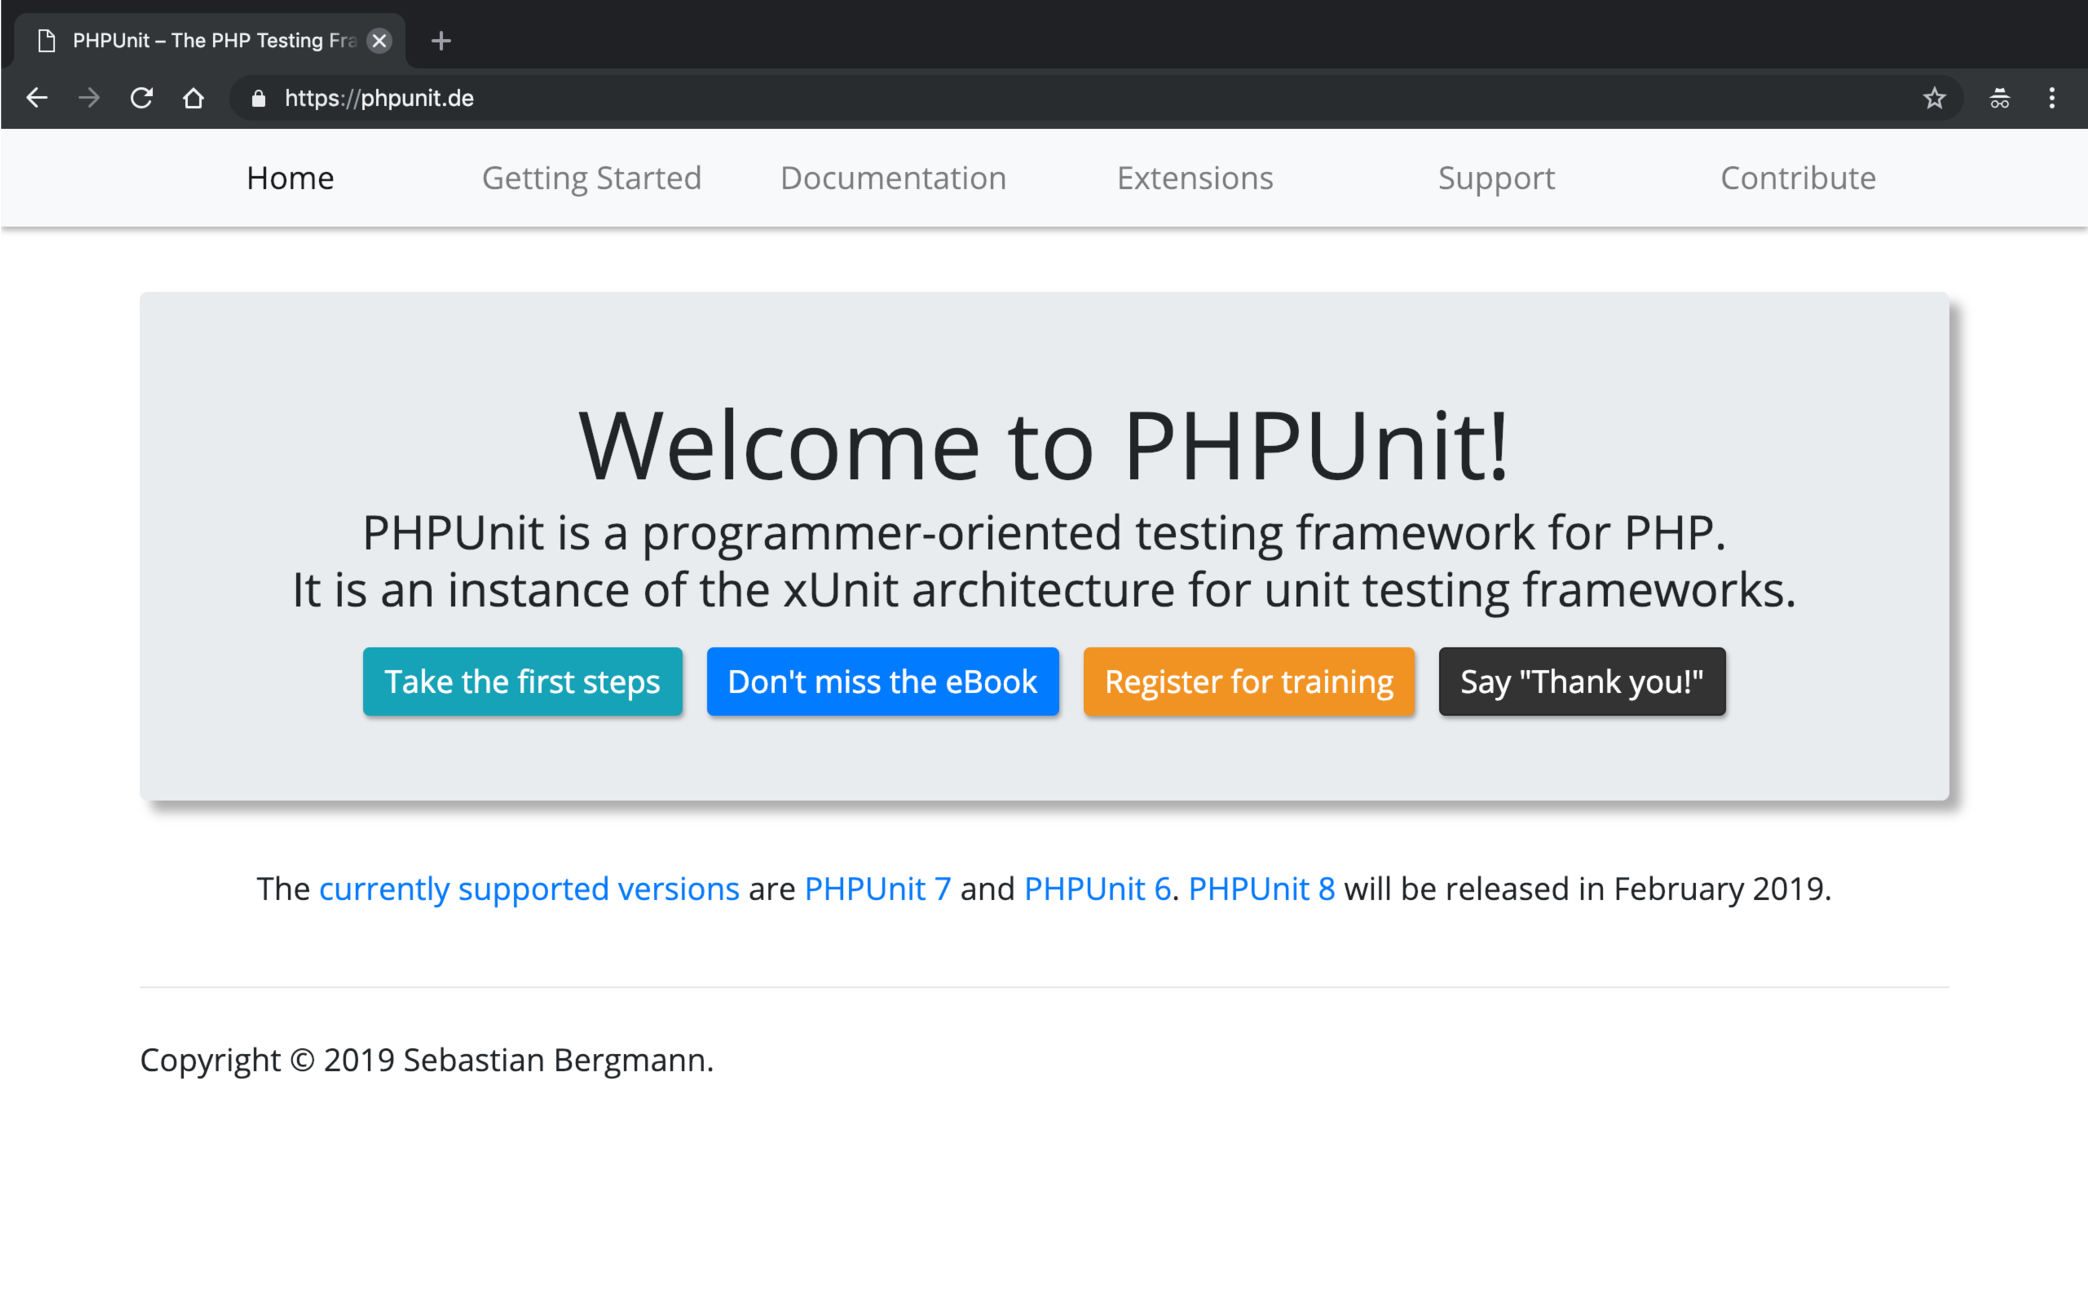 PHPUnit – The PHP Testing Fra
https://phpunit.de
Home Getting Started Documentation Extensions Support Contribute
Welcome to PHPUnit!
PHPUnit is a programmer-oriented testing framework for PHP.
It is an instance of the xUnit architecture for unit testing frameworks.
Take the first steps Don't miss the eBook Register for training Say "Thank you!"
The currently supported versions are PHPUnit 7 and PHPUnit 6. PHPUnit 8 will be released in February 2019.
Copyright © 2019 Sebastian Bergmann.